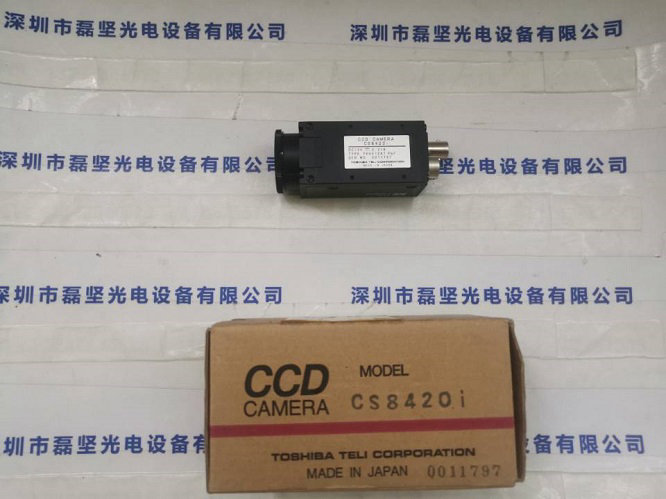 深圳市磊坚光电设备有限公司
深圳市磊坚光电设备有限公司
CCD CAMERA
TOSHIBA TELI CORPORATION
深圳市磊坚光电设备有限公司
深圳市磊坚光电设备有限公司
深圳市磊坚光电设备有限公司
深圳市磊坚光电设备有限公司
CCD
CAMERA
MODEL
CS8420i
TOSHIBA TELI CORPORATION
MADE IN JAPAN 0011797
深圳市磊坚光电设备有限公司
深圳市磊坚光电设备有限公司